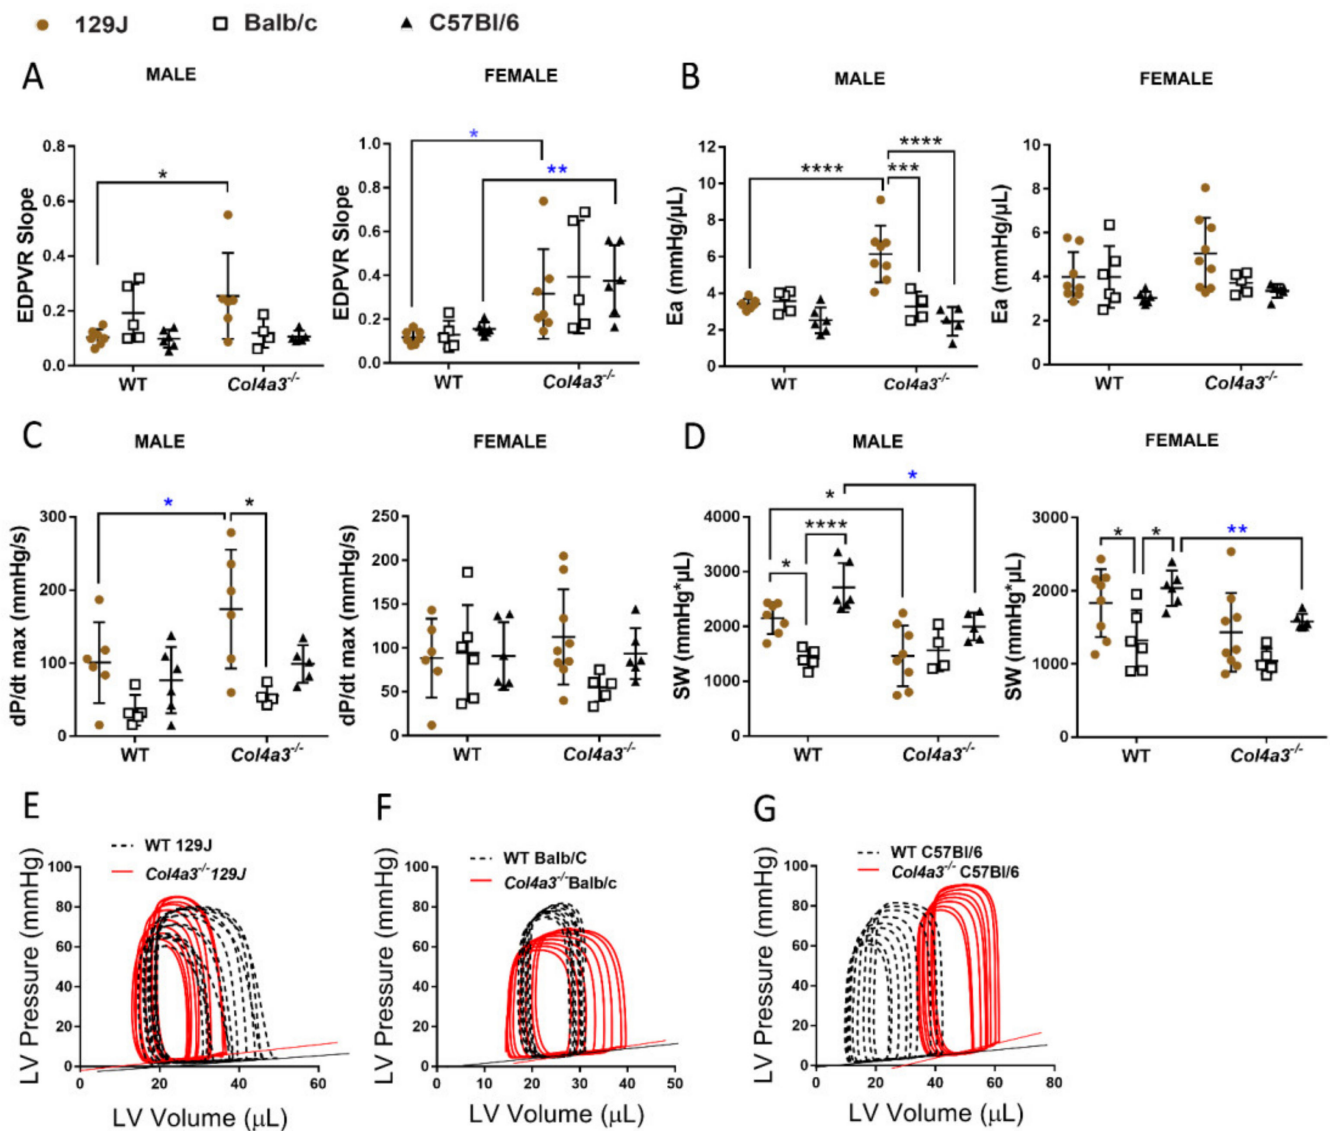 129J Balb/c C57Bl/6
A MALE FEMALE B MALE FEMALE
EDPVR Slope
0.8
0.6
0.4
0.2
0.0
WT Col4a3-/-
*
EDPVR Slope
1.0
0.8
0.6
0.4
0.2
0.0
WT Col4a3-/-
*
**
Ea (mmHg/µL)
12
10
8
6
4
2
0
WT Col4a3-/-
****
****
***
Ea (mmHg/µL)
10
8
6
4
2
0
WT Col4a3-/-
C MALE FEMALE D MALE FEMALE
dP/dt max (mmHg/s)
300
200
100
0
WT Col4a3-/-
* *
dP/dt max (mmHg/s)
250
200
150
100
50
0
WT Col4a3-/-
SW (mmHg*µL)
4000
3000
2000
1000
0
WT Col4a3-/-
*
*
****
*
SW (mmHg*µL)
3000
2000
1000
0
WT Col4a3-/-
* * **
E
WT 129J
Col4a3-/-129J
LV Pressure (mmHg)
100
80
60
40
20
0
0 20 40 60
LV Volume (µL)
F
WT Balb/C
Col4a3-/-Balb/c
LV Pressure (mmHg)
100
80
60
40
20
0
0 10 20 30 40 50
LV Volume (µL)
G
WT C57Bl/6
Col4a3-/- C57Bl/6
LV Pressure (mmHg)
100
80
60
40
20
0
0 20 40 60 80
LV Volume (µL)